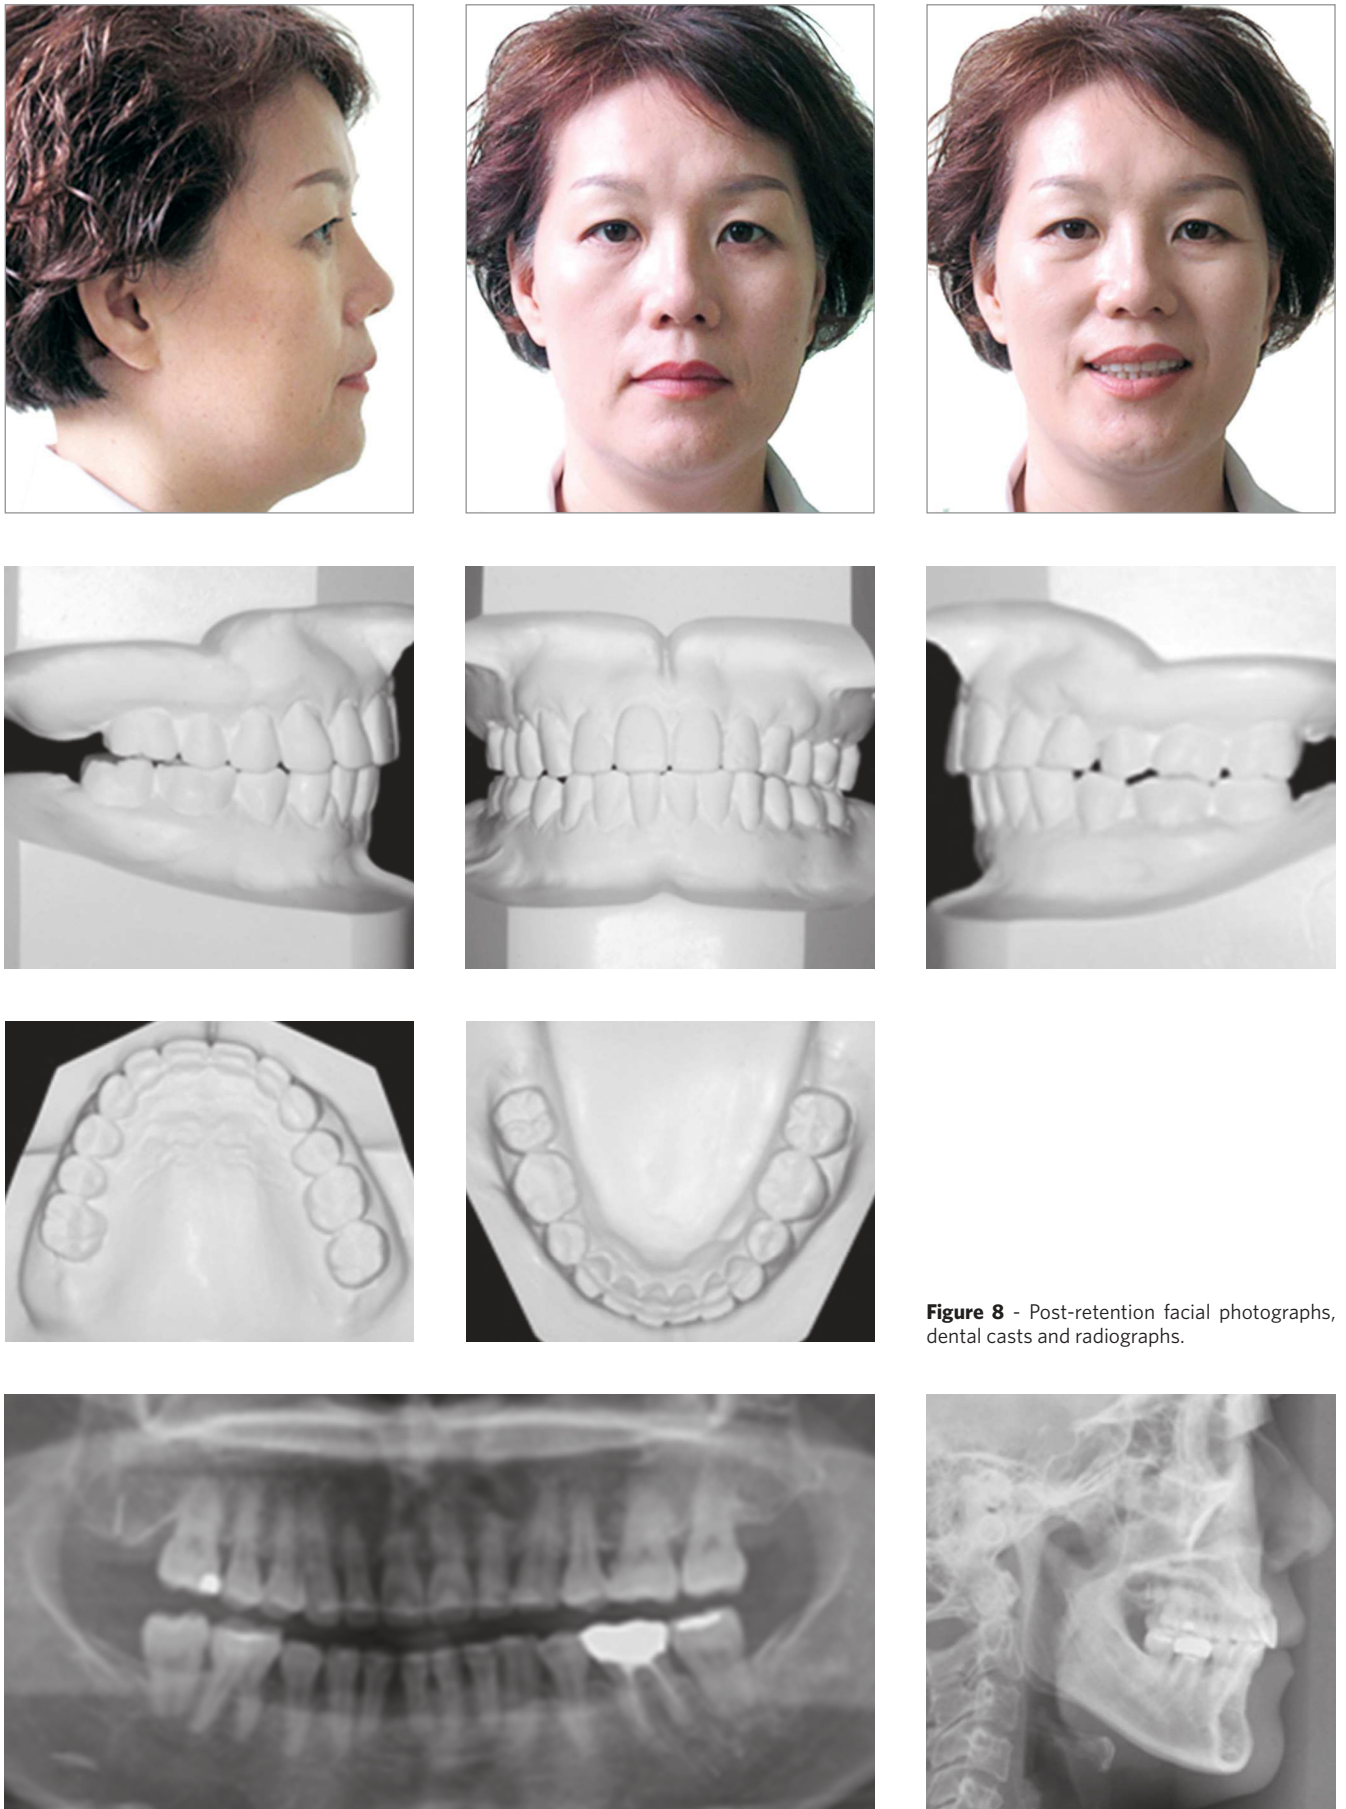 Figure 8 - Post-retention facial photographs,
dental casts and radiographs.